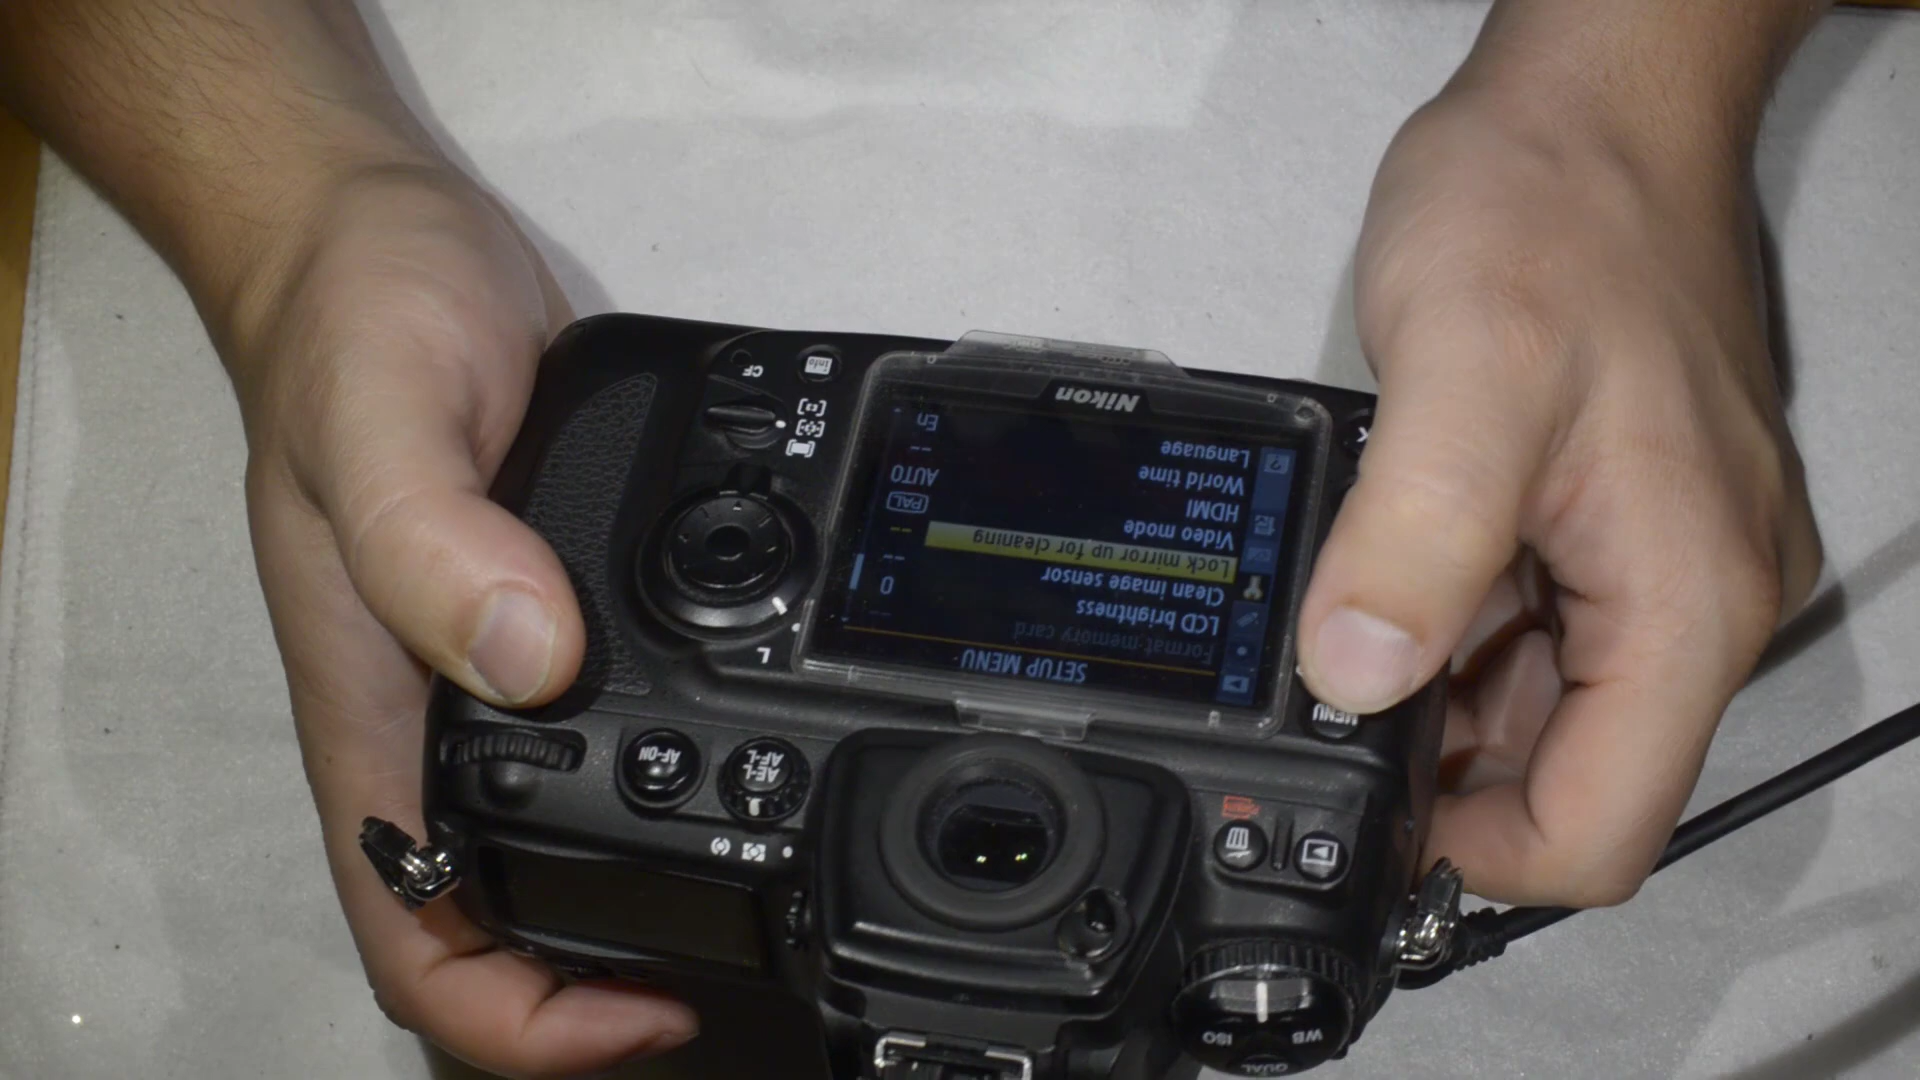 QUAL
ISO
WB
AE-L
AF-L
AF-ON
MENU
L
SETUP MENU
Format memory card --
LCD brightness 0
Clean image sensor --
Lock mirror up for cleaning --
Video mode PAL
HDMI AUTO
World time --
Language En
Nikon
info
CF